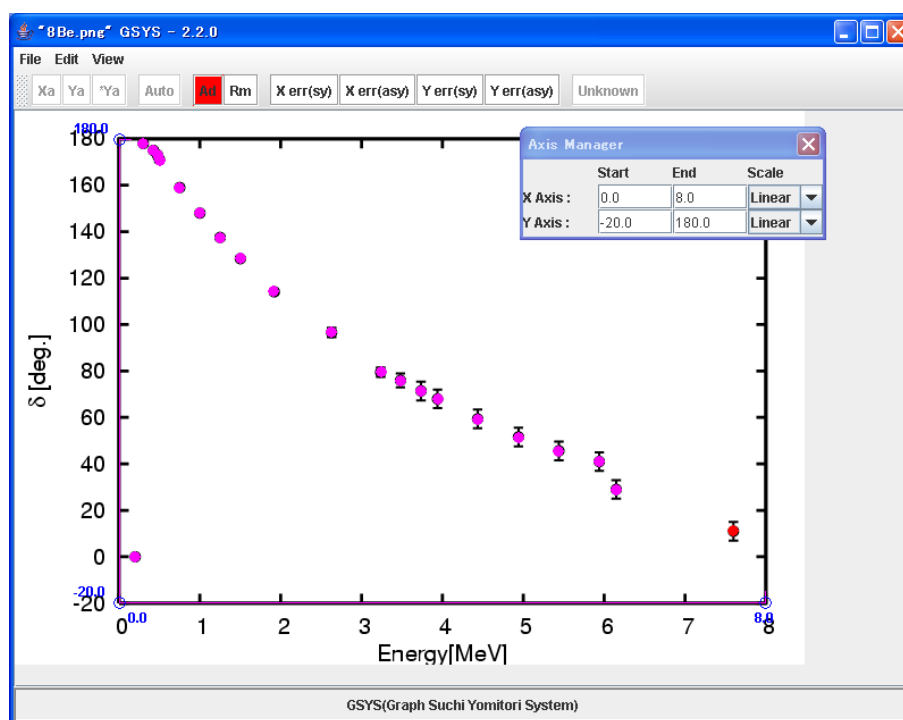 "8Be.png" GSYS - 2.2.0
File Edit View
Xa Ya *Ya Auto Ad Rm X err(sy) X err(asy) Y err(sy) Y err(asy) Unknown
Axis Manager
Start End Scale
X Axis : 0.0 8.0 Linear
Y Axis : -20.0 180.0 Linear
180.0
180
160
140
120
100
80
60
40
20
0
-20.0
-20
δ [deg.]
0.0 8.0
0 1 2 3 4 5 6 7 8
Energy[MeV]
GSYS(Graph Suchi Yomitori System)